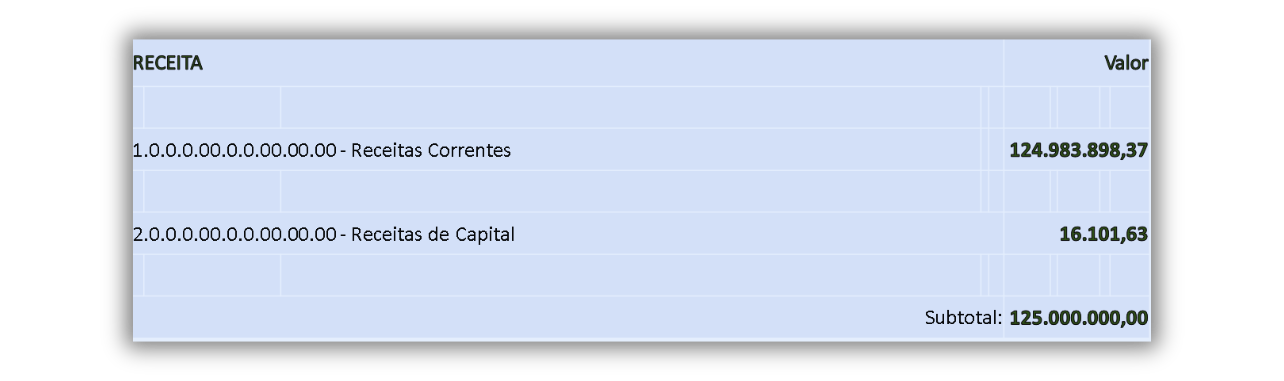 RECEITA Valor
1.0.0.0.00.0.0.00.00.00 - Receitas Correntes 124.983.898,37
2.0.0.0.00.0.0.00.00.00 - Receitas de Capital 16.101,63
Subtotal: 125.000.000,00